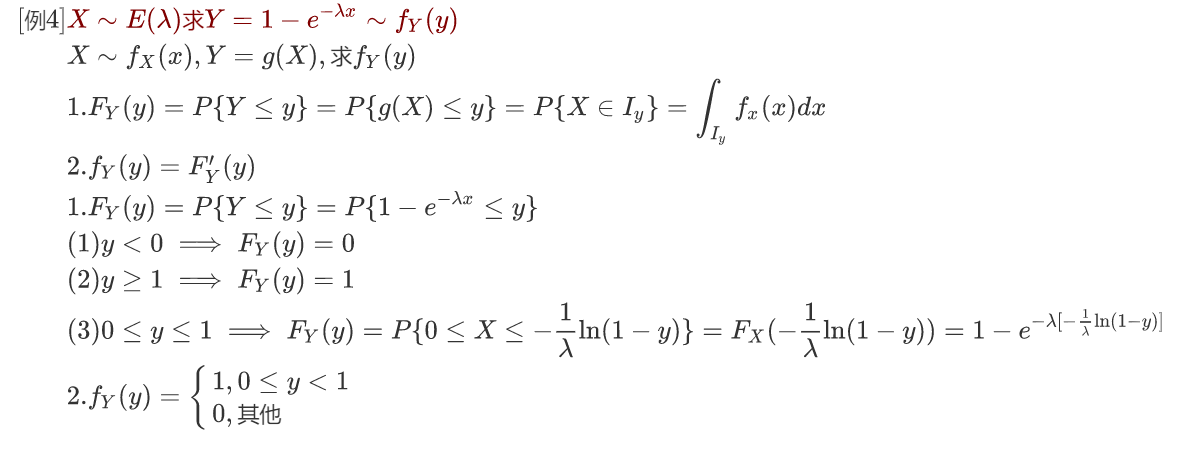 [例4]X ∼ E(λ)求Y = 1 − e^{−λx} ∼ f_Y(y)
X ∼ f_X(x), Y = g(X), 求f_Y(y)
1.F_Y(y) = P{Y ≤ y} = P{g(X) ≤ y} = P{X ∈ I_y} = ∫_{I_y} f_x(x)dx
2.f_Y(y) = F′_Y(y)
1.F_Y(y) = P{Y ≤ y} = P{1 − e^{−λx} ≤ y}
(1)y < 0 ⟹ F_Y(y) = 0
(2)y ≥ 1 ⟹ F_Y(y) = 1
(3)0 ≤ y ≤ 1 ⟹ F_Y(y) = P{0 ≤ X ≤ −\frac{1}{λ}ln(1 − y)} = F_X(−\frac{1}{λ}ln(1 − y)) = 1 − e^{−λ[−\frac{1}{λ}ln(1−y)]}
2.f_Y(y) = { 1, 0 ≤ y < 1
0, 其他